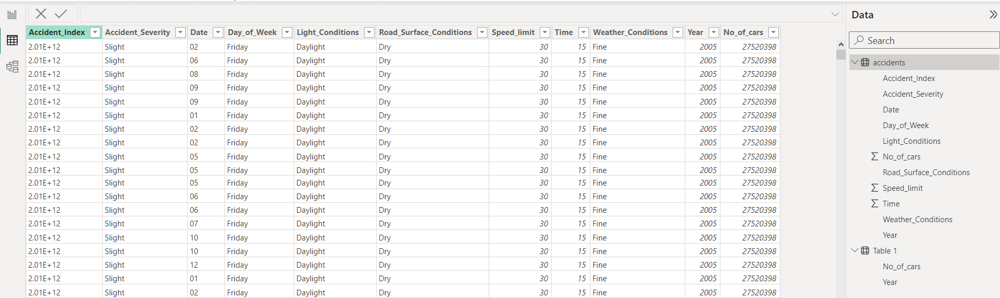 Data
Search
Accident_Index Accident_Severity Date Day_of_Week Light_Conditions Road_Surface_Conditions Speed_limit Time Weather_Conditions Year No_of_cars
2.01E+12 Slight 02 Friday Daylight Dry 30 15 Fine 2005 27520398
2.01E+12 Slight 06 Friday Daylight Dry 30 15 Fine 2005 27520398
2.01E+12 Slight 08 Friday Daylight Dry 30 15 Fine 2005 27520398
2.01E+12 Slight 09 Friday Daylight Dry 30 15 Fine 2005 27520398
2.01E+12 Slight 09 Friday Daylight Dry 30 15 Fine 2005 27520398
2.01E+12 Slight 01 Friday Daylight Dry 30 15 Fine 2005 27520398
2.01E+12 Slight 02 Friday Daylight Dry 30 15 Fine 2005 27520398
2.01E+12 Slight 02 Friday Daylight Dry 30 15 Fine 2005 27520398
2.01E+12 Slight 05 Friday Daylight Dry 30 15 Fine 2005 27520398
2.01E+12 Slight 05 Friday Daylight Dry 30 15 Fine 2005 27520398
2.01E+12 Slight 05 Friday Daylight Dry 30 15 Fine 2005 27520398
2.01E+12 Slight 06 Friday Daylight Dry 30 15 Fine 2005 27520398
2.01E+12 Slight 06 Friday Daylight Dry 30 15 Fine 2005 27520398
2.01E+12 Slight 07 Friday Daylight Dry 30 15 Fine 2005 27520398
2.01E+12 Slight 10 Friday Daylight Dry 30 15 Fine 2005 27520398
2.01E+12 Slight 10 Friday Daylight Dry 30 15 Fine 2005 27520398
2.01E+12 Slight 12 Friday Daylight Dry 30 15 Fine 2005 27520398
2.01E+12 Slight 01 Friday Daylight Dry 30 15 Fine 2005 27520398
2.01E+12 Slight 02 Friday Daylight Dry 30 15 Fine 2005 27520398
accidents
Accident_Index
Accident_Severity
Date
Day_of_Week
Light_Conditions
No_of_cars
Road_Surface_Conditions
Speed_limit
Time
Weather_Conditions
Year
Table 1
No_of_cars
Year